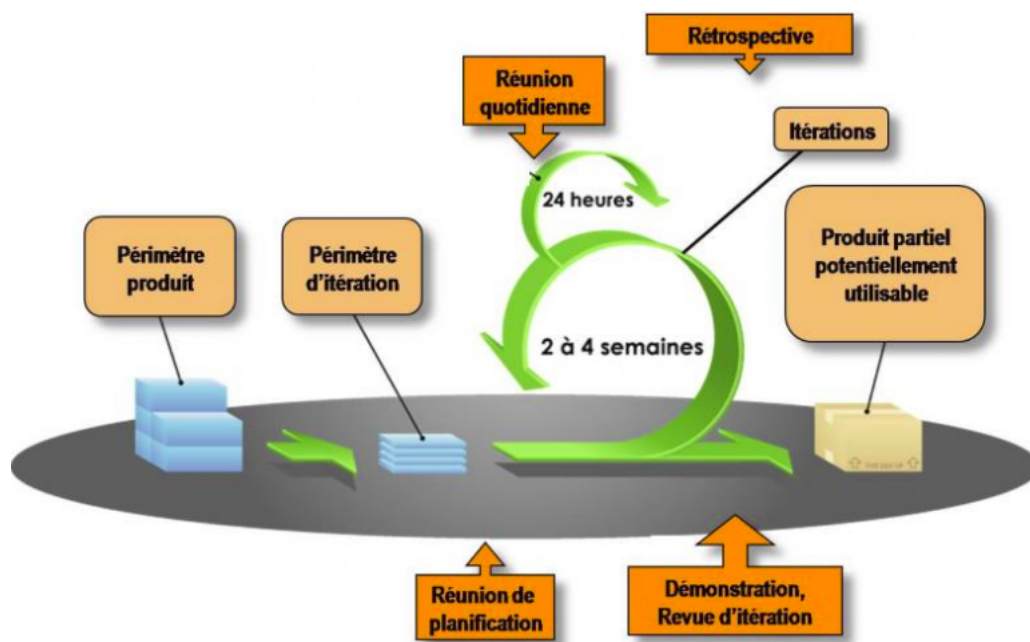 Rétrospective
Réunion
quotidienne
Itérations
24 heures
Périmètre
produit
Périmètre
d'itération
Produit partiel
potentiellement
utilisable
2 à 4 semaines
Réunion de
planification
Démonstration,
Revue d'itération